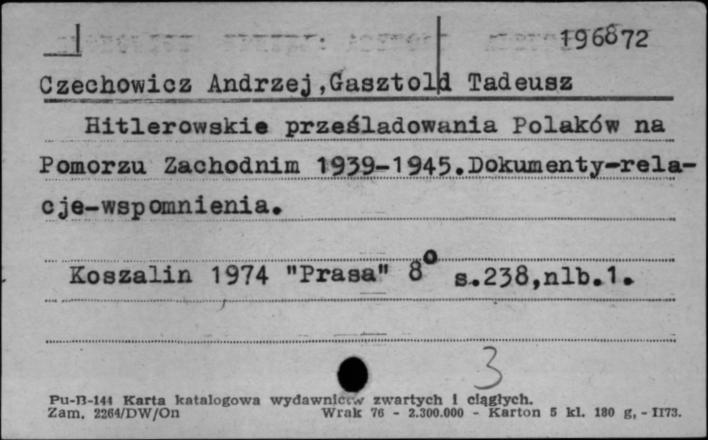 196872
Czechowicz Andrzej,Gasztold Tadeusz
Hitlerowskie prześladowania Polaków na
Pomorzu Zachodnim 1939-1945.Dokumenty-rela-
cje-wspomnienia.
Koszalin 1974 "Prasa" 8° s.238,nlb.1.
3
Pu-B-144 Karta katalogowa wydawnictw zwartych i ciągłych.
Zam. 2264/DW/On Wrak 76 - 2.300.000 - Karton 5 kl. 180 g, - II73.